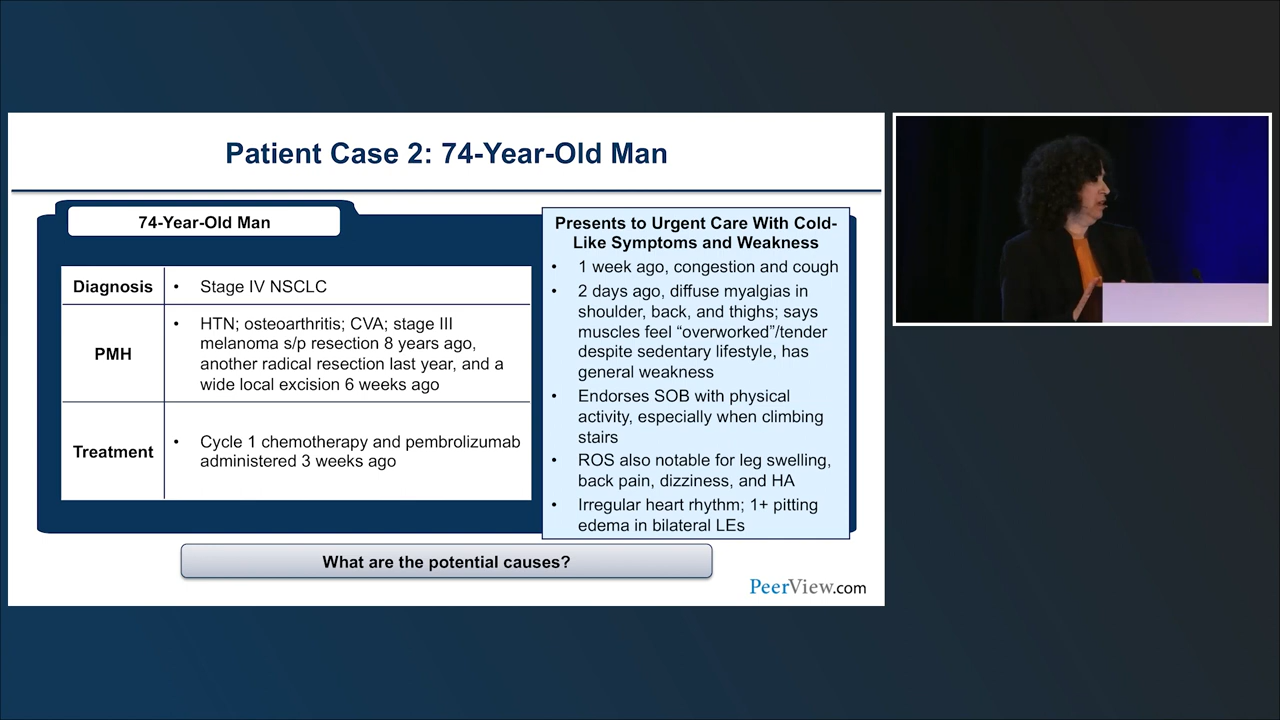 Patient Case 2: 74-Year-Old Man
74-Year-Old Man
Diagnosis
• Stage IV NSCLC
PMH
• HTN; osteoarthritis; CVA; stage III
melanoma s/p resection 8 years ago,
another radical resection last year, and a
wide local excision 6 weeks ago
Treatment
• Cycle 1 chemotherapy and pembrolizumab
administered 3 weeks ago
Presents to Urgent Care With Cold-
Like Symptoms and Weakness
• 1 week ago, congestion and cough
• 2 days ago, diffuse myalgias in
shoulder, back, and thighs; says
muscles feel “overworked”/tender
despite sedentary lifestyle, has
general weakness
• Endorses SOB with physical
activity, especially when climbing
stairs
• ROS also notable for leg swelling,
back pain, dizziness, and HA
• Irregular heart rhythm; 1+ pitting
edema in bilateral LEs
What are the potential causes?
PeerView.com